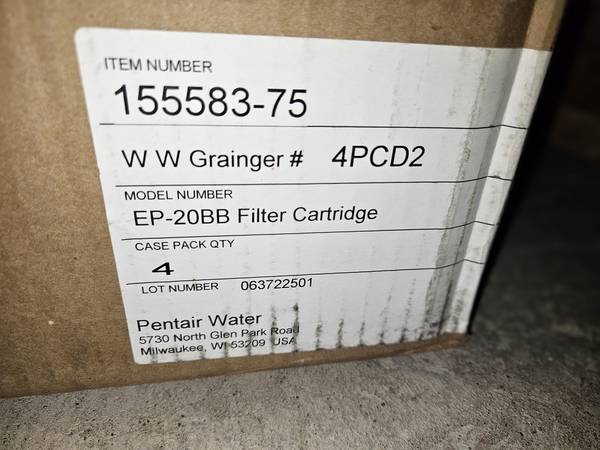 ITEM NUMBER
155583-75
W W Grainger # 4PCD2
MODEL NUMBER
EP-20BB Filter Cartridge
CASE PACK QTY
4
LOT NUMBER 063722501
Pentair Water
5730 North Glen Park Road
Milwaukee, WI 53209 USA